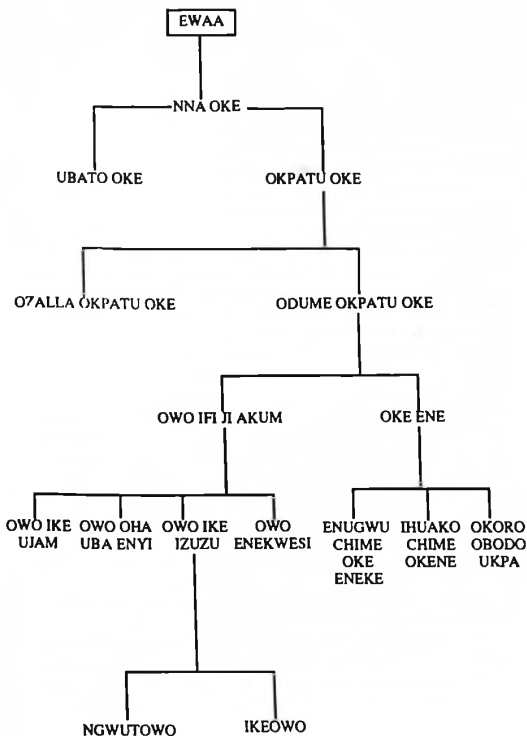 EWAA
NNA OKE
UBATO OKE
OKPATU OKE
O7ALLA OKPATU OKE
ODUME OKPATU OKE
OWO IFI JI AKUM
OKE ENE
OWO IKE
UJAM
OWO OHA
UBA ENYI
OWO IKE
IZUZU
OWO
ENEKWESI
ENUGWU
CHIME
OKE
ENEKE
IHUAKO
CHIME
OKENE
OKORO
OBODO
UKPA
NGWUTOWO
IKEOWO